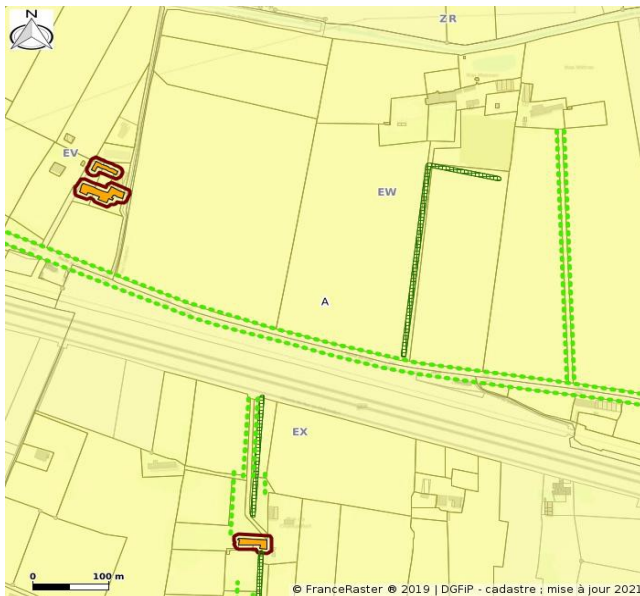 N
ZR
EV
EW
A
EX
0 100 m
© FranceRaster ® 2019 | DGFiP - cadastre ; mise à jour 2021